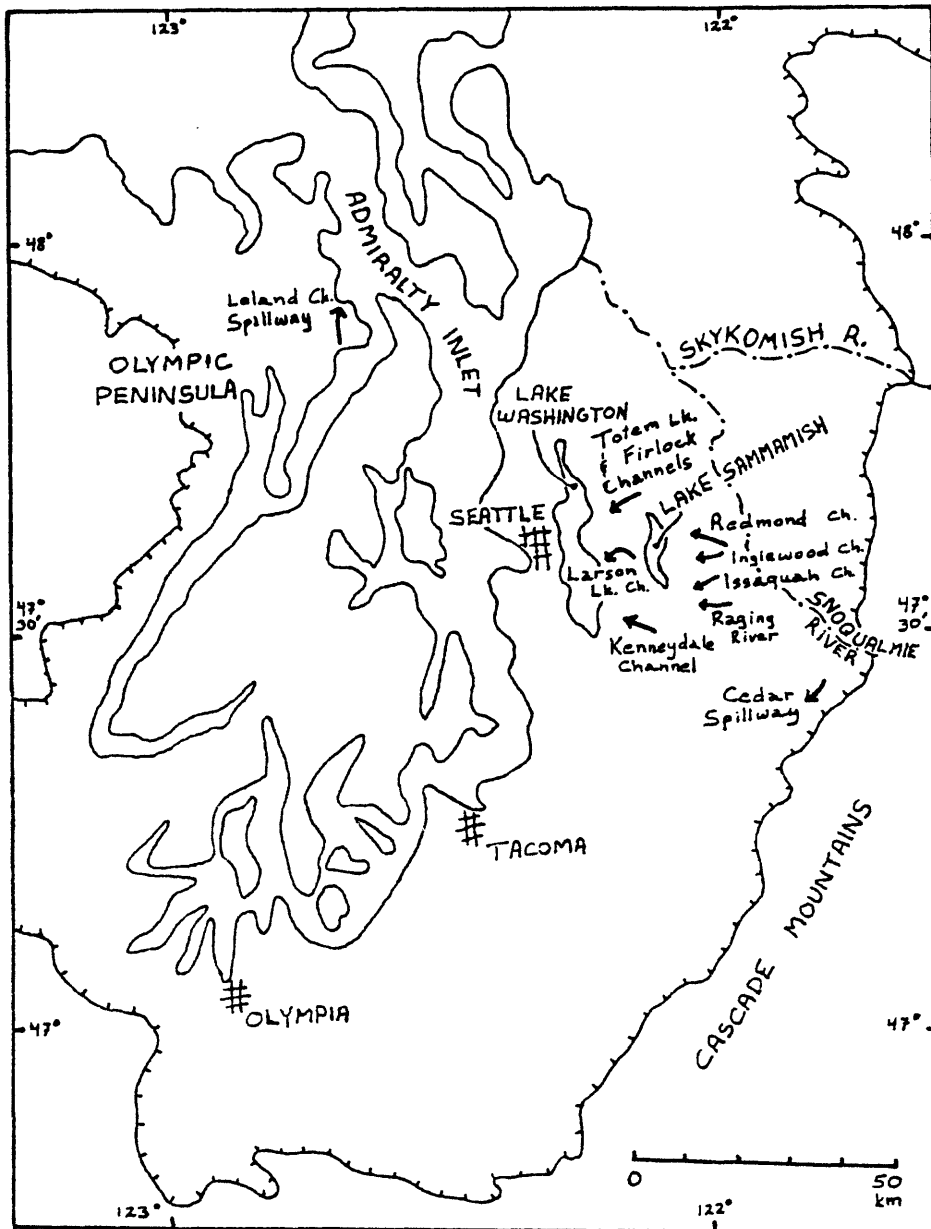 123°
122°
48°
48°
ADMIRALTY INLET
Leland Ch.
Spillway
SKYKOMISH R.
OLYMPIC
PENINSULA
LAKE
WASHINGTON
Totem Lk.
& Firlock
Channels
LAKE SAMMAMISH
SEATTLE
Redmond Ch.
Inglewood Ch.
Larson
Lk. Ch.
Issaquah Ch.
47°
30'
47°
30'
Raging
River
SNOQUALMIE
RIVER
Kenneydale
Channel
Cedar
Spillway
TACOMA
CASCADE MOUNTAINS
OLYMPIA
47°
47°
0
50
km
123°
122°